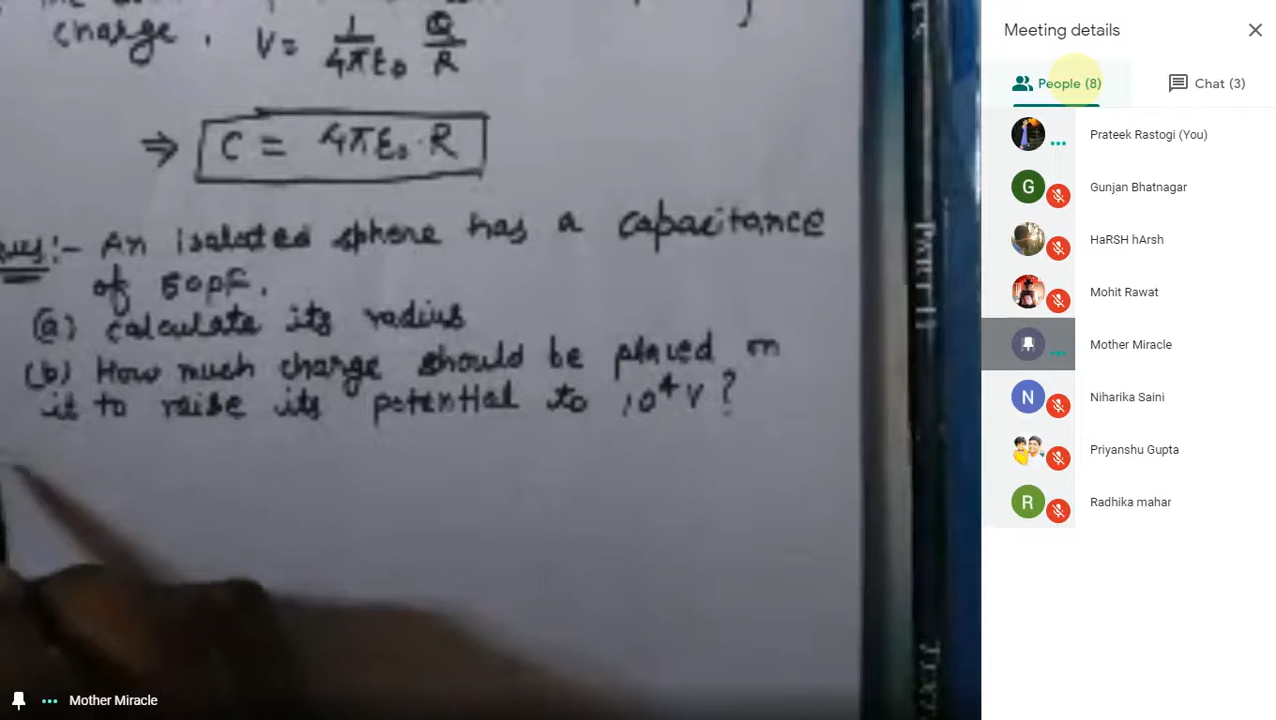 charge. V = 1/4πε₀ Q/R
⇒ C = 4πε₀ · R
:- An isolated sphere has a capacitance
of 50pF.
(a) calculate its radius
(b) How much charge should be placed on
it to raise its potential to 10⁴ V?
Mother Miracle
Meeting details
People (8)
Chat (3)
Prateek Rastogi (You)
G Gunjan Bhatnagar
HaRSH hArsh
Mohit Rawat
Mother Miracle
N Niharika Saini
Priyanshu Gupta
R Radhika mahar